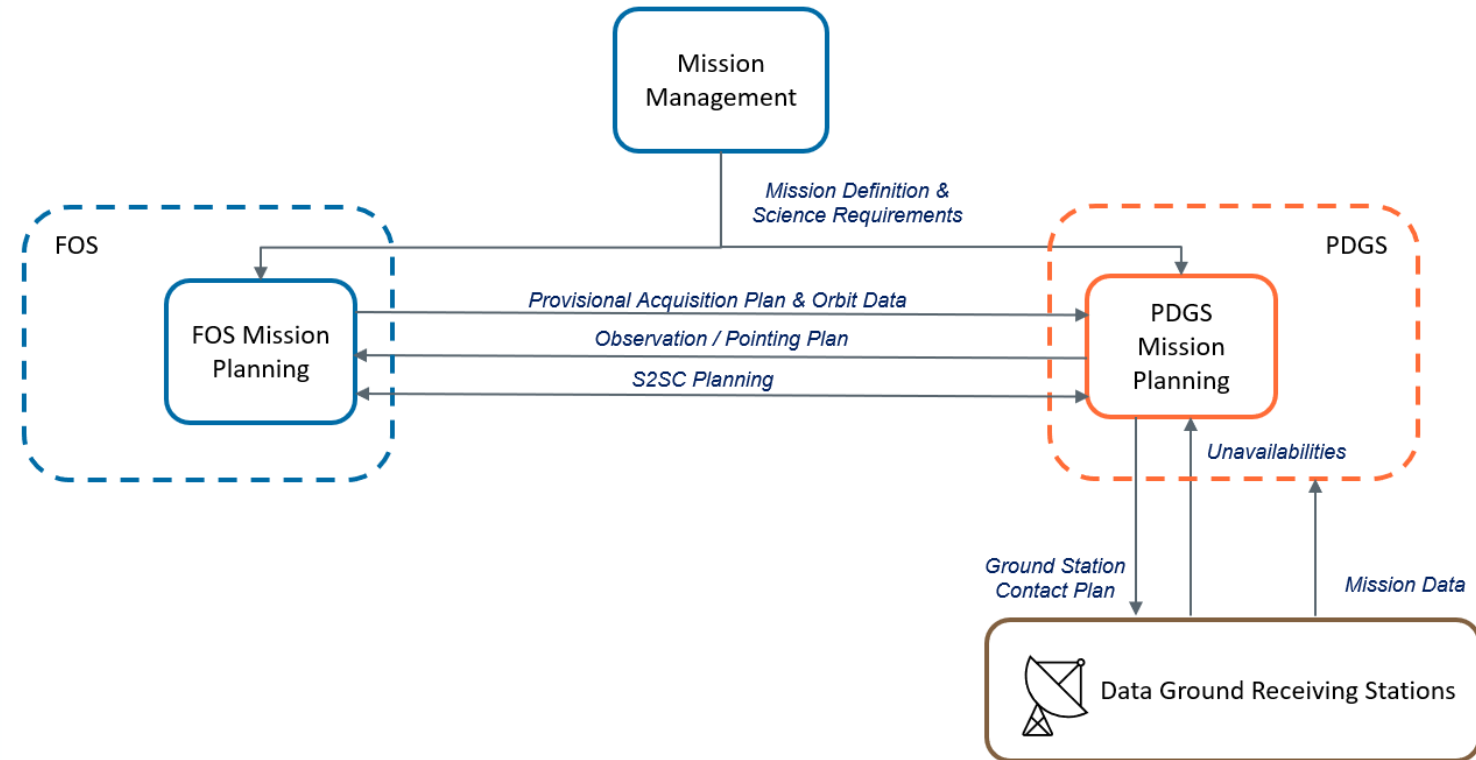 Mission
Management
Mission Definition &
Science Requirements
FOS
PDGS
FOS Mission
Planning
Provisional Acquisition Plan & Orbit Data
Observation / Pointing Plan
S2SC Planning
PDGS
Mission
Planning
Unavailabilities
Ground Station
Contact Plan
Mission Data
Data Ground Receiving Stations